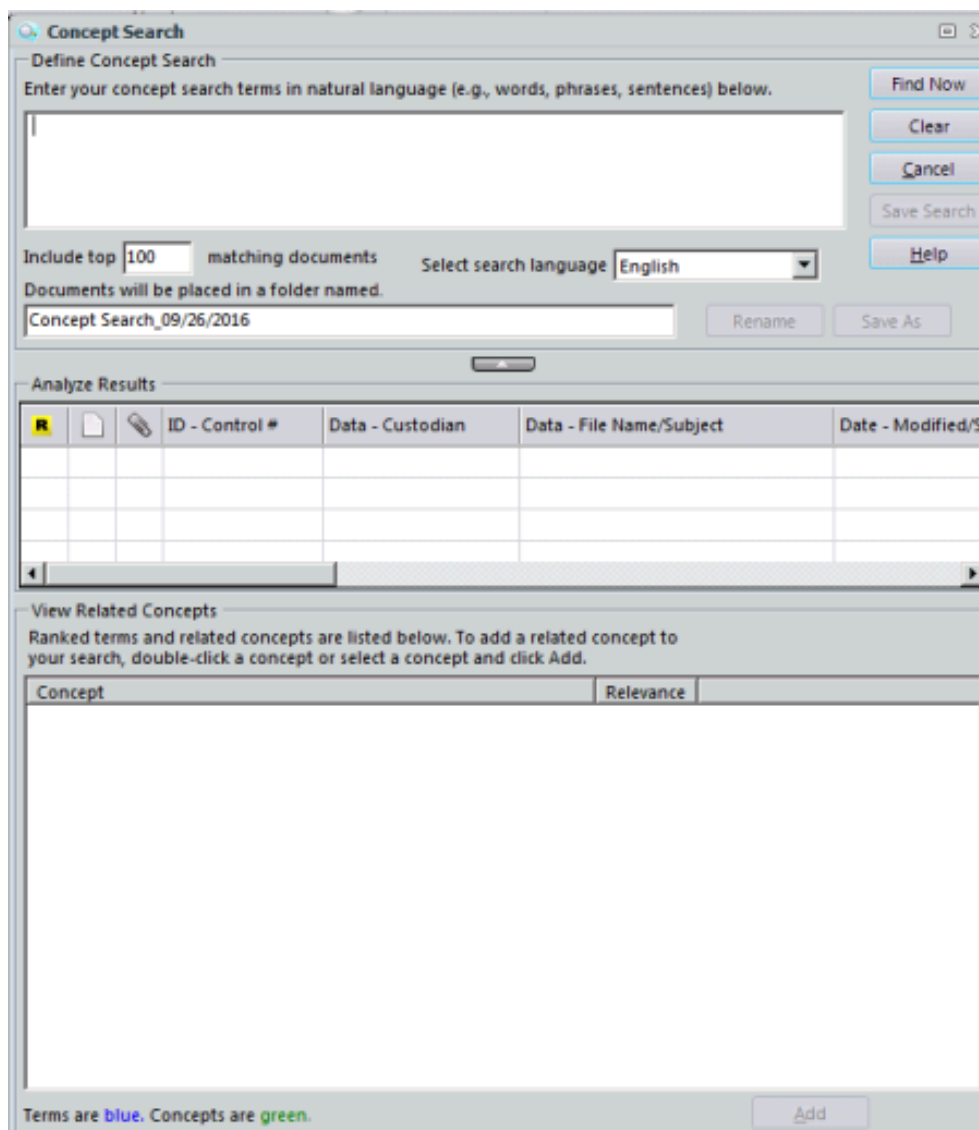 Concept Search
Define Concept Search
Enter your concept search terms in natural language (e.g., words, phrases, sentences) below.
Find Now
Clear
Cancel
Save Search
Help
Include top 100 matching documents Select search language English
Documents will be placed in a folder named.
Concept Search_09/26/2016 Rename Save As
Analyze Results
R ID - Control # Data - Custodian Data - File Name/Subject Date - Modified/S
View Related Concepts
Ranked terms and related concepts are listed below. To add a related concept to
your search, double-click a concept or select a concept and click Add.
Concept Relevance
Terms are blue. Concepts are green. Add